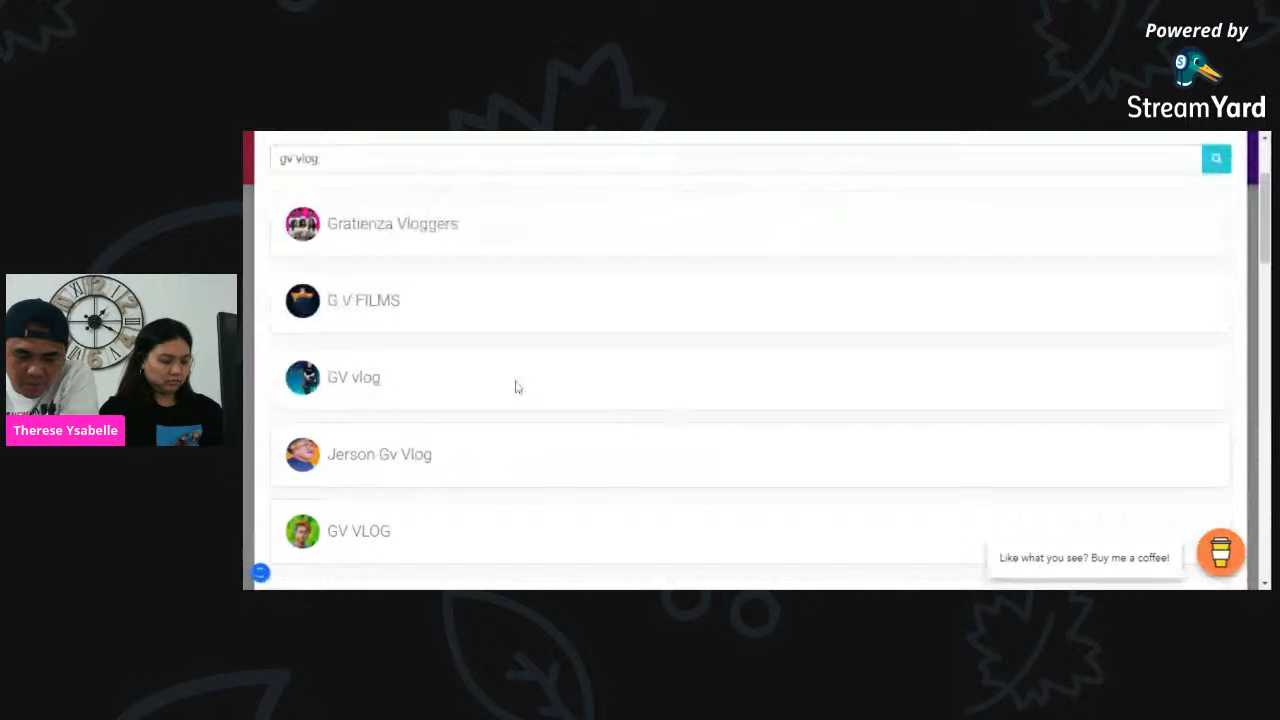 Powered by
StreamYard
gv vlog
Gratienza Vloggers
G V FILMS
GV vlog
Jerson Gv Vlog
GV VLOG
Like what you see? Buy me a coffee!
Therese Ysabelle